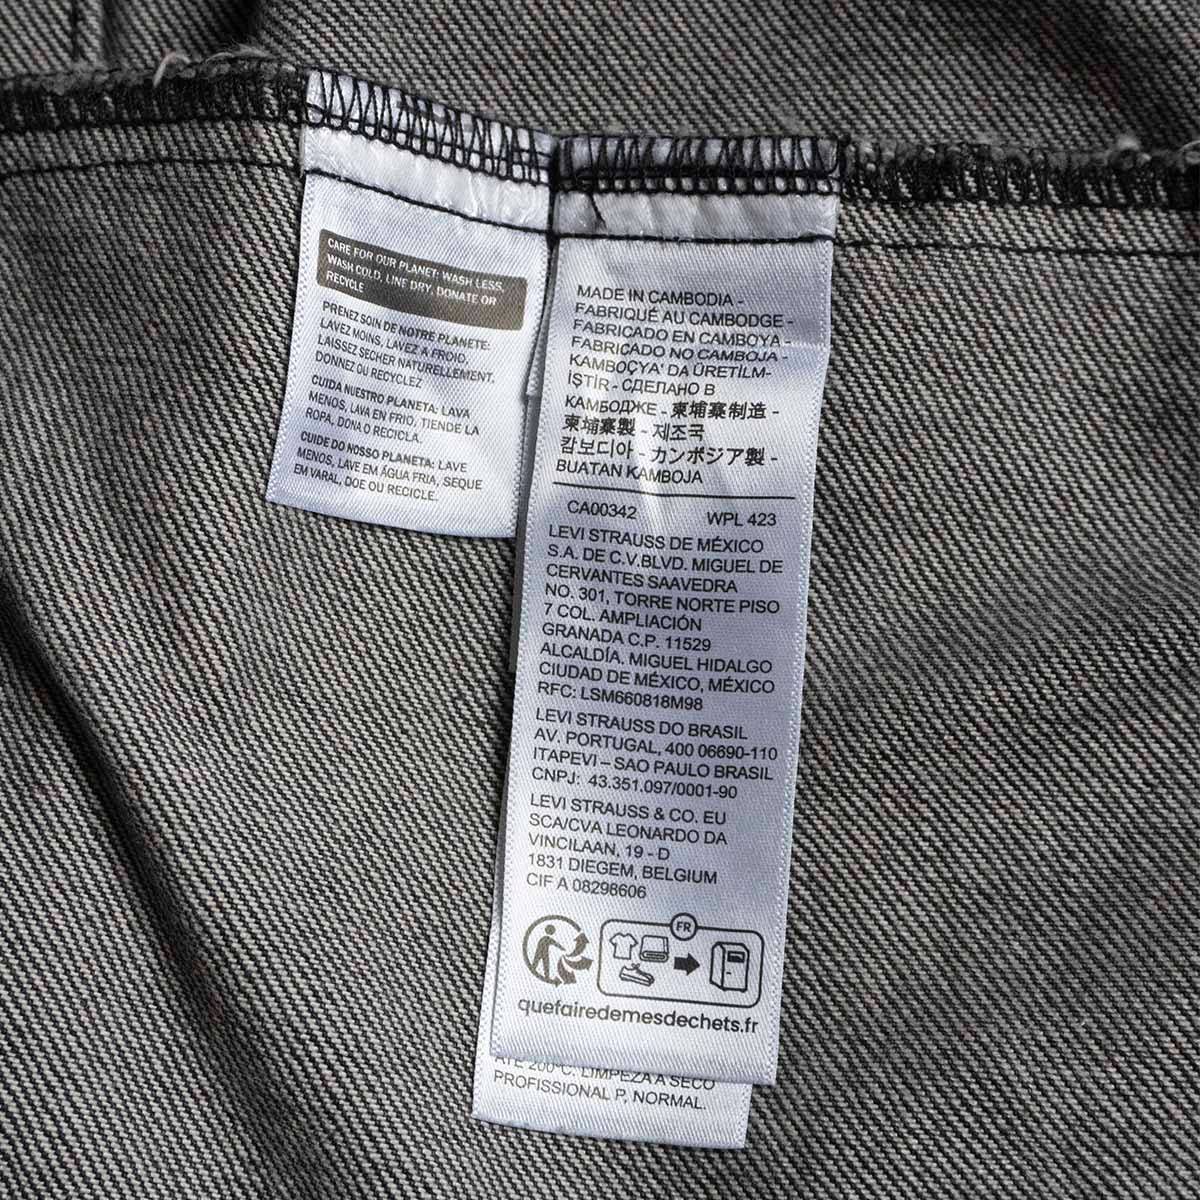 CARE FOR OUR PLANET: WASH LESS,
WASH COLD, LINE DRY, DONATE OR
RECYCLE
PRENEZ SOIN DE NOTRE PLANETE:
LAVEZ MOINS, LAVEZ A FROID,
LAISSEZ SECHER NATURELLEMENT,
DONNEZ OU RECYCLEZ
CUIDA NUESTRO PLANETA: LAVA
MENOS, LAVA EN FRIO, TIENDE LA
ROPA, DONA O RECICLA.
CUIDE DO NOSSO PLANETA: LAVE
MENOS, LAVE EM ÁGUA FRIA, SEQUE
EM VARAL, DOE OU RECICLE.
MADE IN CAMBODIA -
FABRIQUÉ AU CAMBODGE -
FABRICADO EN CAMBOYA -
FABRICADO NO CAMBOJA -
KAMBOÇYA' DA ÜRETİLM-
İŞTİR - СДЕЛАНО В
КАМБОДЖЕ - 柬埔寨制造 -
柬埔寨製 - 제조국
캄보디아 - カンボジア製 -
BUATAN KAMBOJA
CA00342 WPL 423
LEVI STRAUSS DE MÉXICO
S.A. DE C.V.BLVD. MIGUEL DE
CERVANTES SAAVEDRA
NO. 301, TORRE NORTE PISO
7 COL. AMPLIACIÓN
GRANADA C.P. 11529
ALCALDÍA. MIGUEL HIDALGO
CIUDAD DE MÉXICO, MÉXICO
RFC: LSM660818M98
LEVI STRAUSS DO BRASIL
AV. PORTUGAL, 400 06690-110
ITAPEVI – SAO PAULO BRASIL
CNPJ: 43.351.097/0001-90
LEVI STRAUSS & CO. EU
SCA/CVA LEONARDO DA
VINCILAAN, 19 - D
1831 DIEGEM, BELGIUM
CIF A 08298606
FR
quefairedemesdechets.fr
ATÉ 200°C. LIMPEZA A SECO
PROFISSIONAL P, NORMAL.